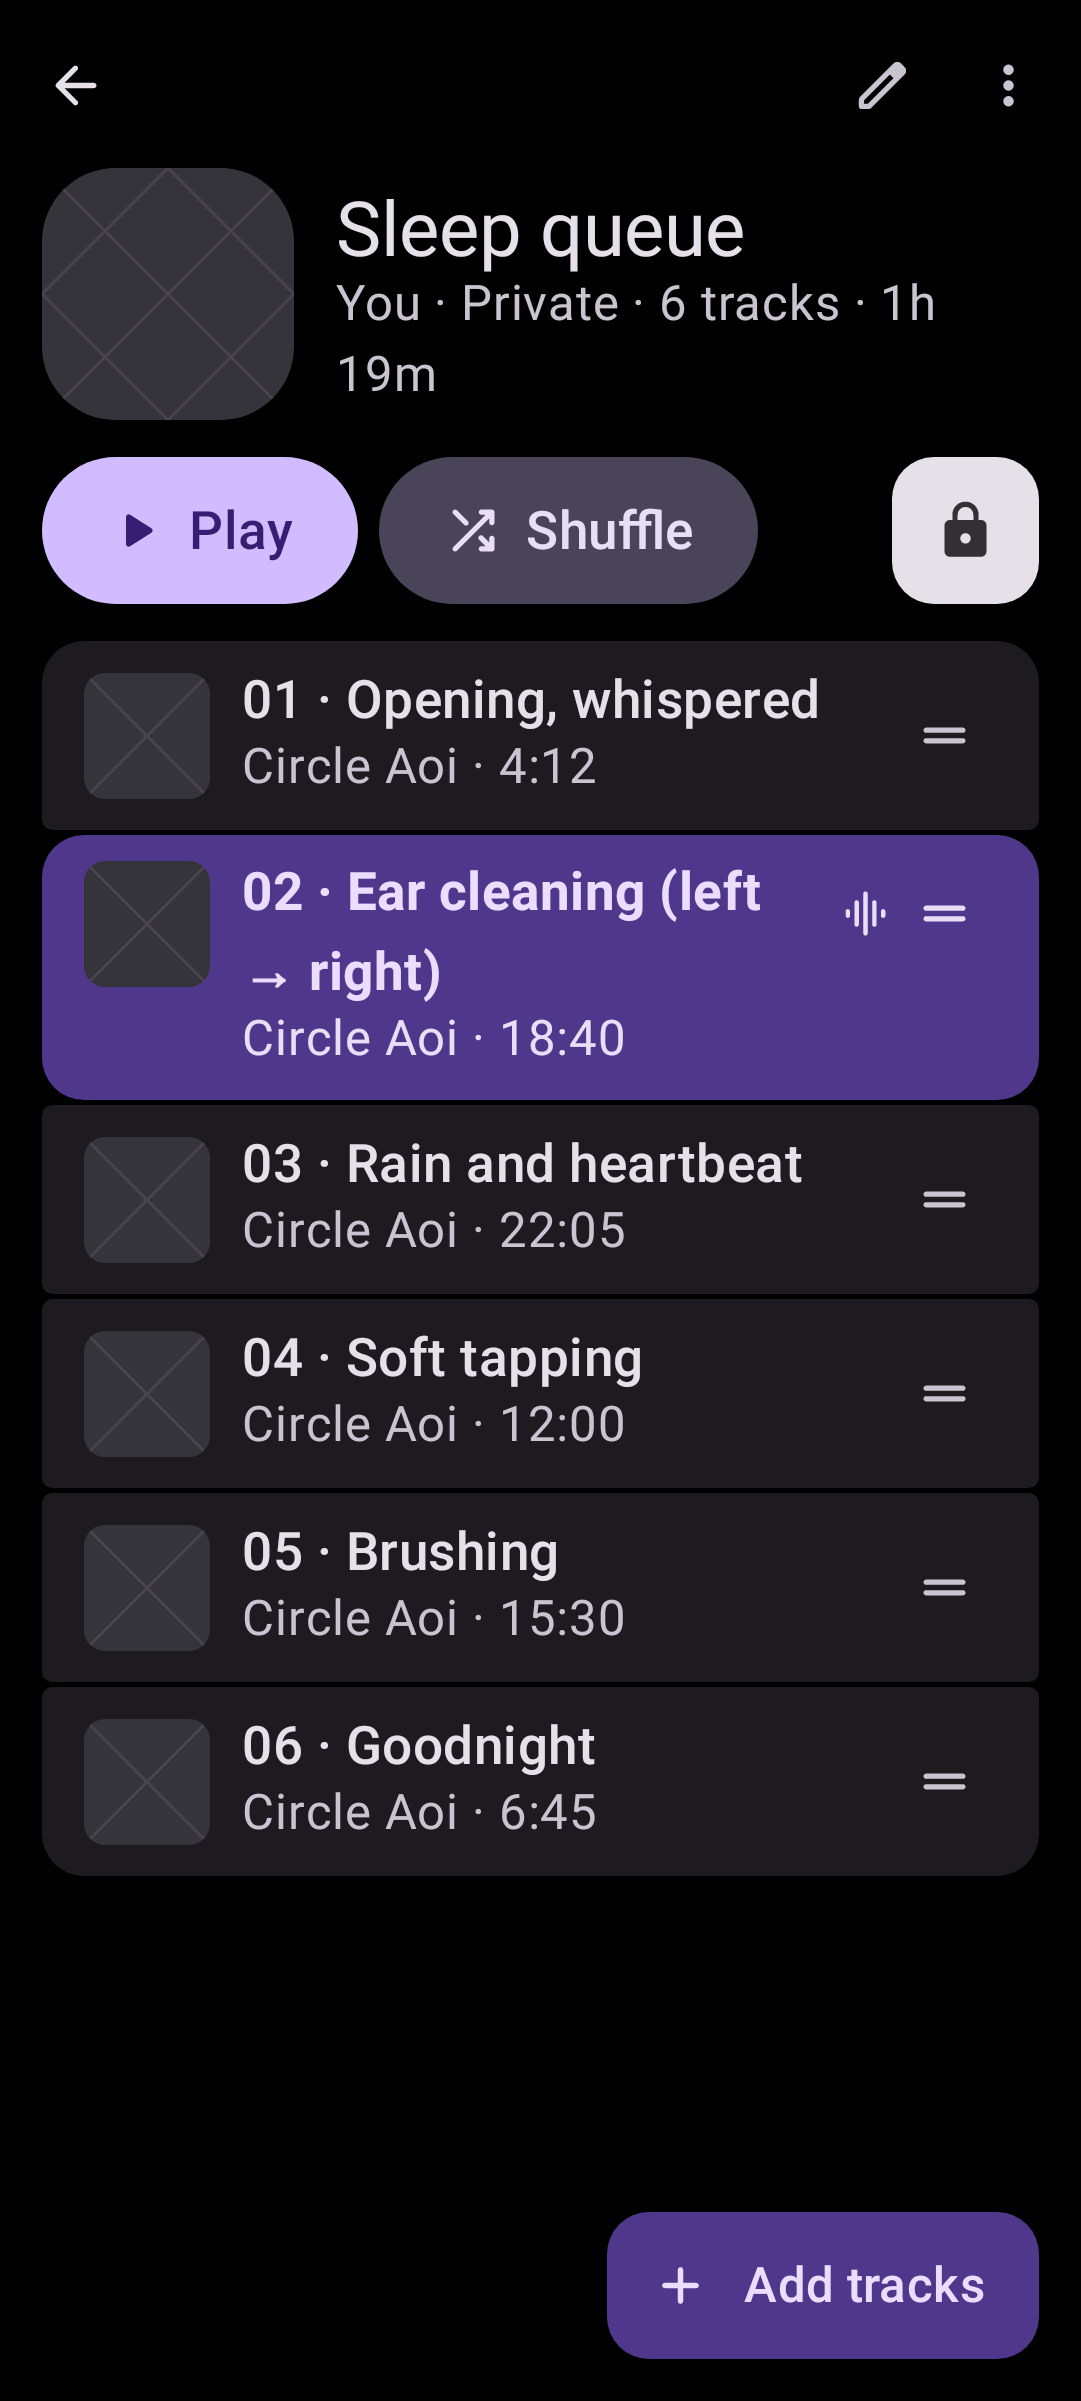 Sleep queue
You · Private · 6 tracks · 1h
19m
Play
Shuffle
01 · Opening, whispered
Circle Aoi · 4:12
02 · Ear cleaning (left
→ right)
Circle Aoi · 18:40
03 · Rain and heartbeat
Circle Aoi · 22:05
04 · Soft tapping
Circle Aoi · 12:00
05 · Brushing
Circle Aoi · 15:30
06 · Goodnight
Circle Aoi · 6:45
Add tracks